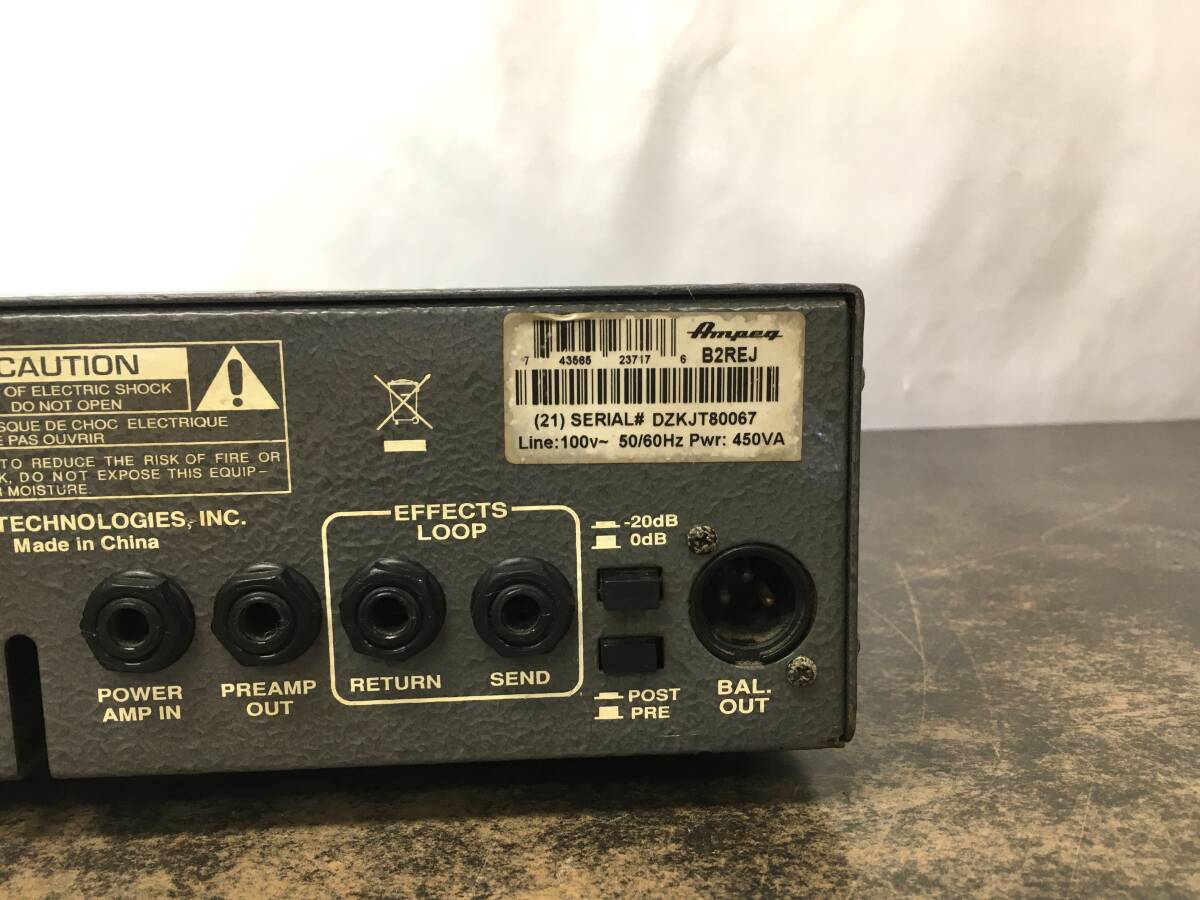 CAUTION
OF ELECTRIC SHOCK
DO NOT OPEN
SQUE DE CHOC ELECTRIQUE
E PAS OUVRIR
TO REDUCE THE RISK OF FIRE OR
K, DO NOT EXPOSE THIS EQUIP-
MOISTURE
TECHNOLOGIES, INC.
Made in China
Ampeg
7 43565 23717 6 B2REJ
(21) SERIAL# DZKJT80067
Line:100v~ 50/60Hz Pwr: 450VA
EFFECTS
LOOP
-20dB
0dB
POWER
AMP IN
PREAMP
OUT
RETURN
SEND
POST
PRE
BAL.
OUT